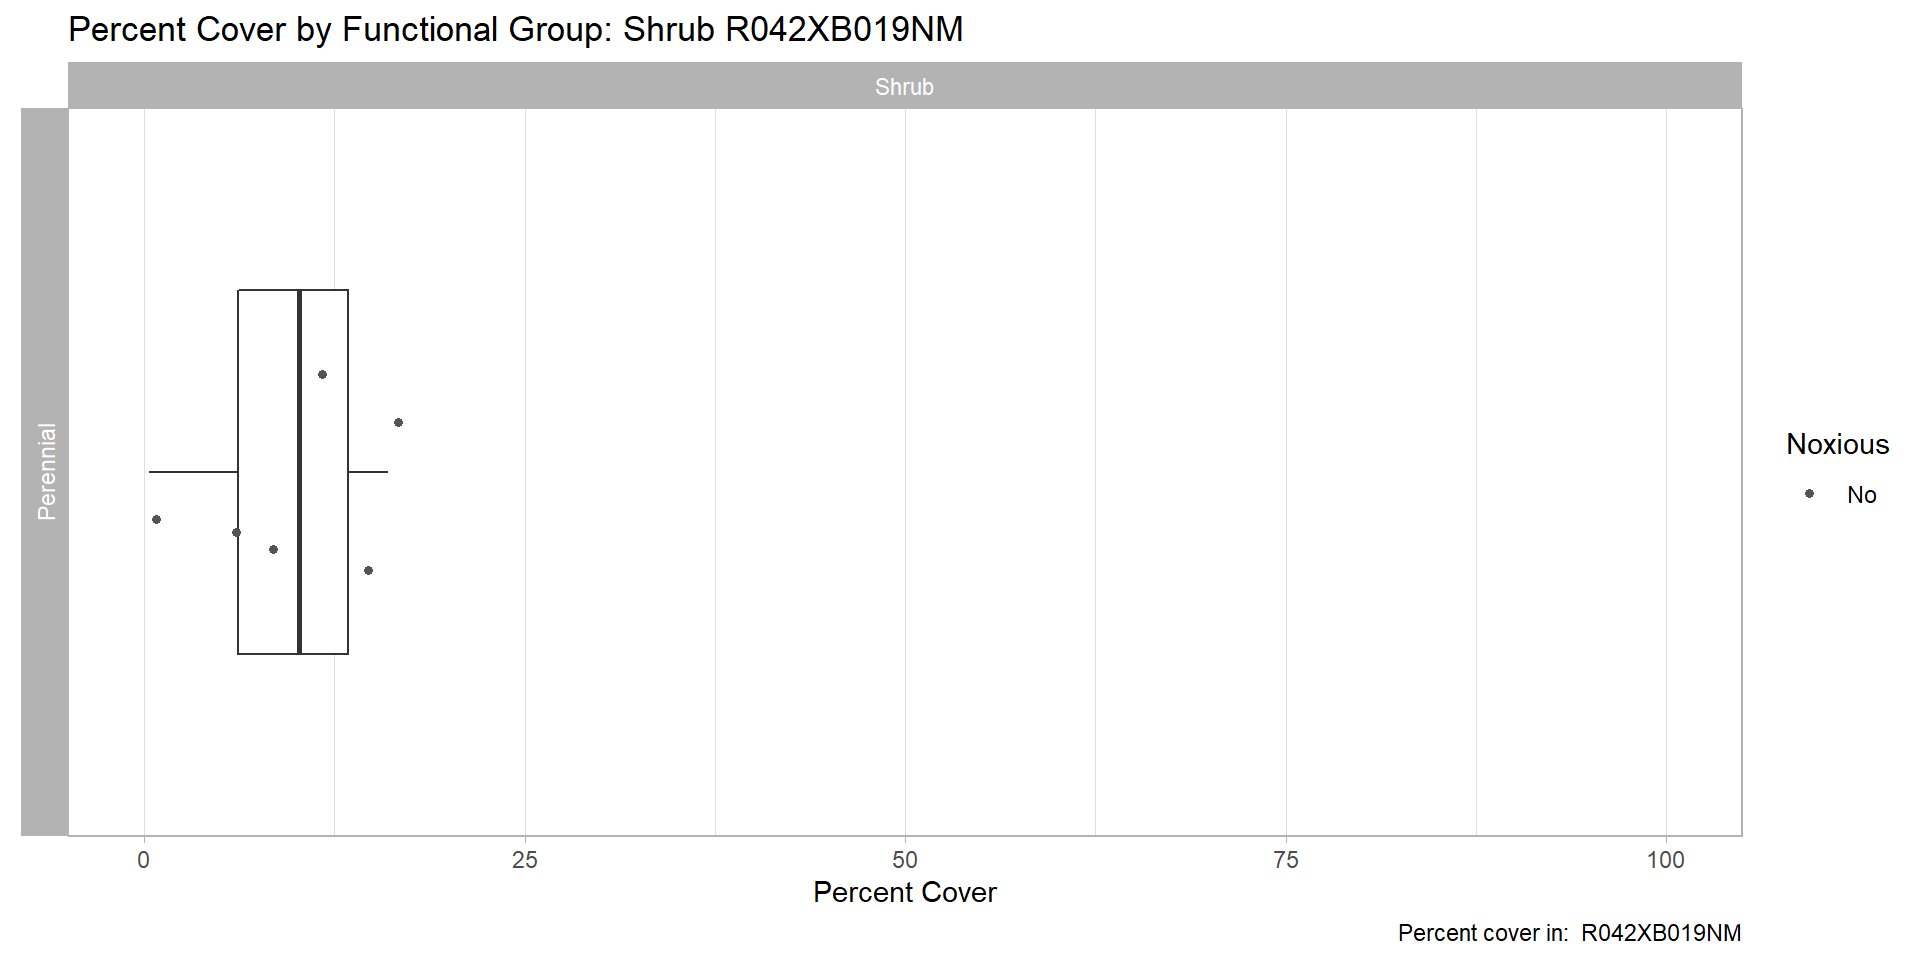 Percent Cover by Functional Group: Shrub R042XB019NM
Shrub
Perennial
Noxious
No
0 25 50 75 100
Percent Cover
Percent cover in:  R042XB019NM